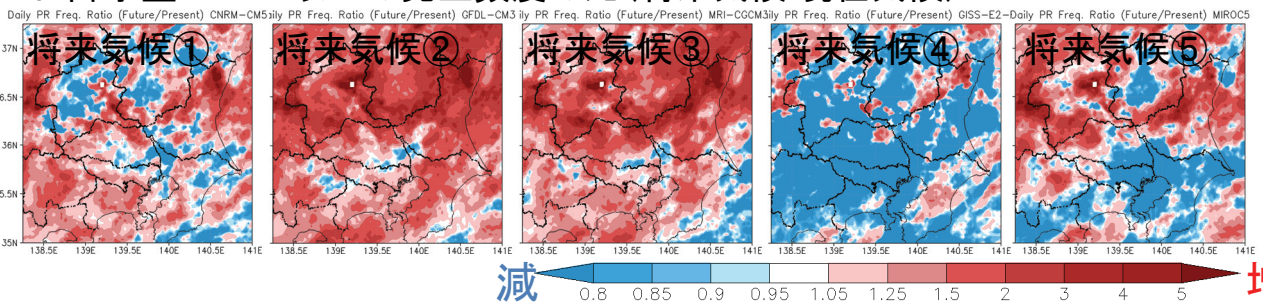 Daily PR Freq. Ratio (Future/Present) CNRM-CM5
ily PR Freq. Ratio (Future/Present) GFDL-CM3
ily PR Freq. Ratio (Future/Present) MRI-CGCM3
ily PR Freq. Ratio (Future/Present) GISS-E2-
Daily PR Freq. Ratio (Future/Present) MIROC5
将来気候① 将来気候② 将来気候③ 将来気候④ 将来気候⑤
37N
6.5N
36N
5.5N
35N
138.5E 139E 139.5E 140E 140.5E 141E
138.5E 139E 139.5E 140E 140.5E 141E
138.5E 139E 139.5E 140E 140.5E 141E
138.5E 139E 139.5E 140E 140.5E 141E
138.5E 139E 139.5E 140E 140.5E 141E
減
0.8 0.85 0.9 0.95 1.05 1.25 1.5 2 3 4 5